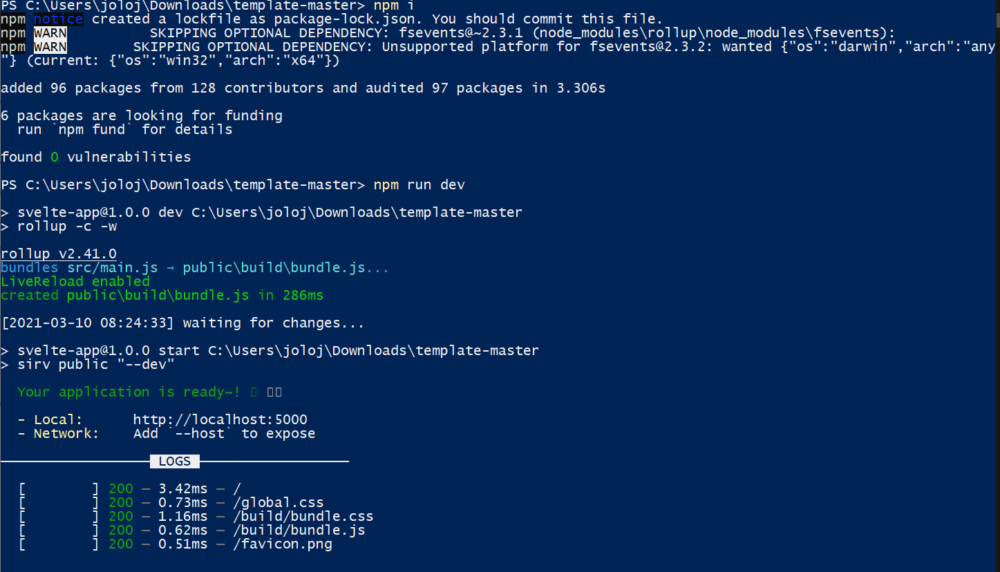 PS C:\Users\joloj\Downloads\template-master> npm i
npm notice created a lockfile as package-lock.json. You should commit this file.
npm WARN SKIPPING OPTIONAL DEPENDENCY: fsevents@~2.3.1 (node_modules\rollup\node_modules\fsevents):
npm WARN SKIPPING OPTIONAL DEPENDENCY: Unsupported platform for fsevents@2.3.2: wanted {"os":"darwin","arch":"any
"} (current: {"os":"win32","arch":"x64"})
added 96 packages from 128 contributors and audited 97 packages in 3.306s
6 packages are looking for funding
run `npm fund` for details
found 0 vulnerabilities
PS C:\Users\joloj\Downloads\template-master> npm run dev
> svelte-app@1.0.0 dev C:\Users\joloj\Downloads\template-master
> rollup -c -w
rollup v2.41.0
bundles src/main.js → public\build\bundle.js...
LiveReload enabled
created public\build\bundle.js in 286ms
[2021-03-10 08:24:33] waiting for changes...
> svelte-app@1.0.0 start C:\Users\joloj\Downloads\template-master
> sirv public "--dev"
Your application is ready~! ▯ ▯▯
- Local: http://localhost:5000
- Network: Add `--host` to expose
LOGS
[ ] 200 — 3.42ms — /
[ ] 200 — 0.73ms — /global.css
[ ] 200 — 1.16ms — /build/bundle.css
[ ] 200 — 0.62ms — /build/bundle.js
[ ] 200 — 0.51ms — /favicon.png